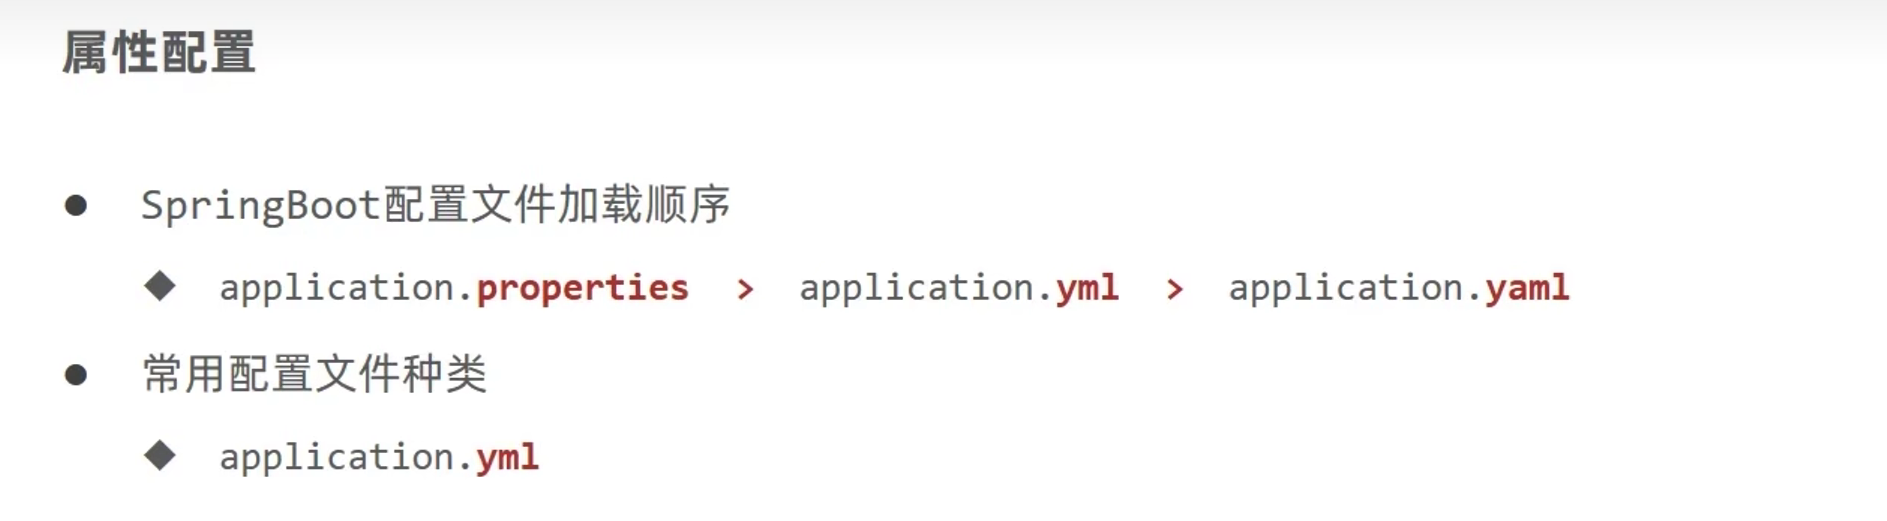 属性配置
SpringBoot配置文件加载顺序
application.properties > application.yml > application.yaml
常用配置文件种类
application.yml